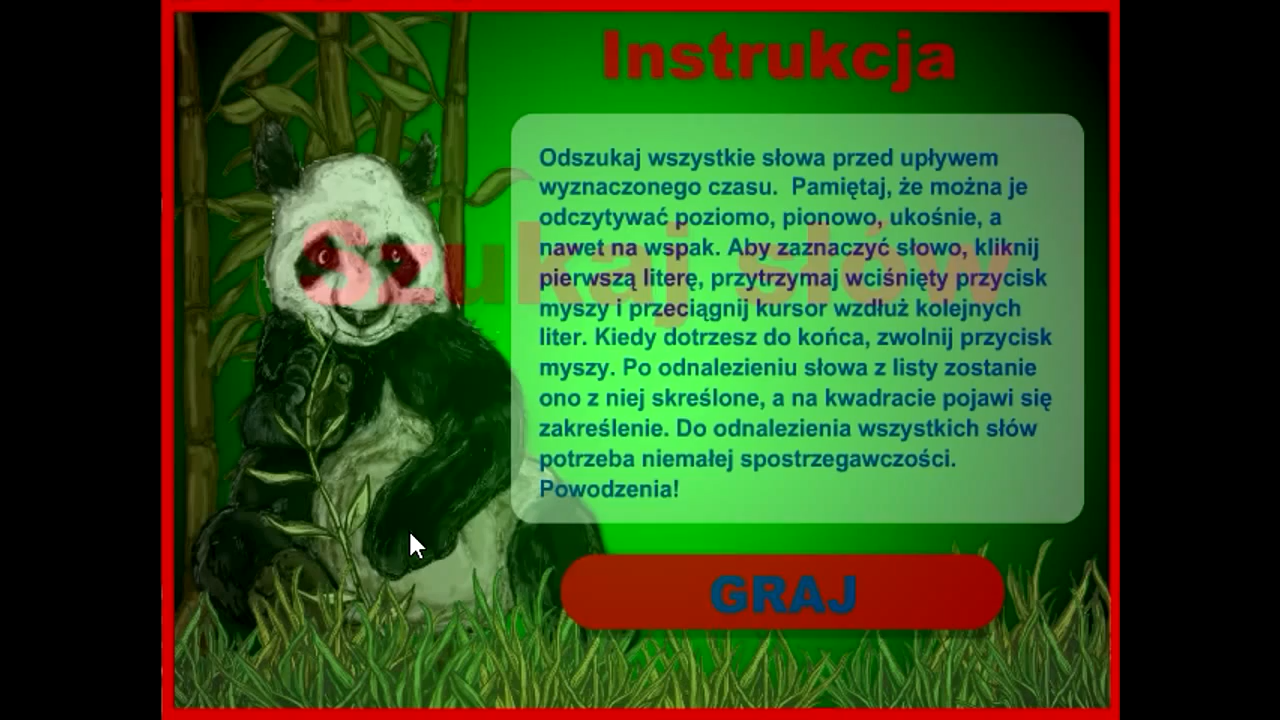 Instrukcja
Odszukaj wszystkie słowa przed upływem
wyznaczonego czasu.  Pamiętaj, że można je
odczytywać poziomo, pionowo, ukośnie, a
nawet na wspak. Aby zaznaczyć słowo, kliknij
pierwszą literę, przytrzymaj wciśnięty przycisk
myszy i przeciągnij kursor wzdłuż kolejnych
liter. Kiedy dotrzesz do końca, zwolnij przycisk
myszy. Po odnalezieniu słowa z listy zostanie
ono z niej skreślone, a na kwadracie pojawi się
zakreślenie. Do odnalezienia wszystkich słów
potrzeba niemałej spostrzegawczości.
Powodzenia!
Szukaj słów
GRAJ